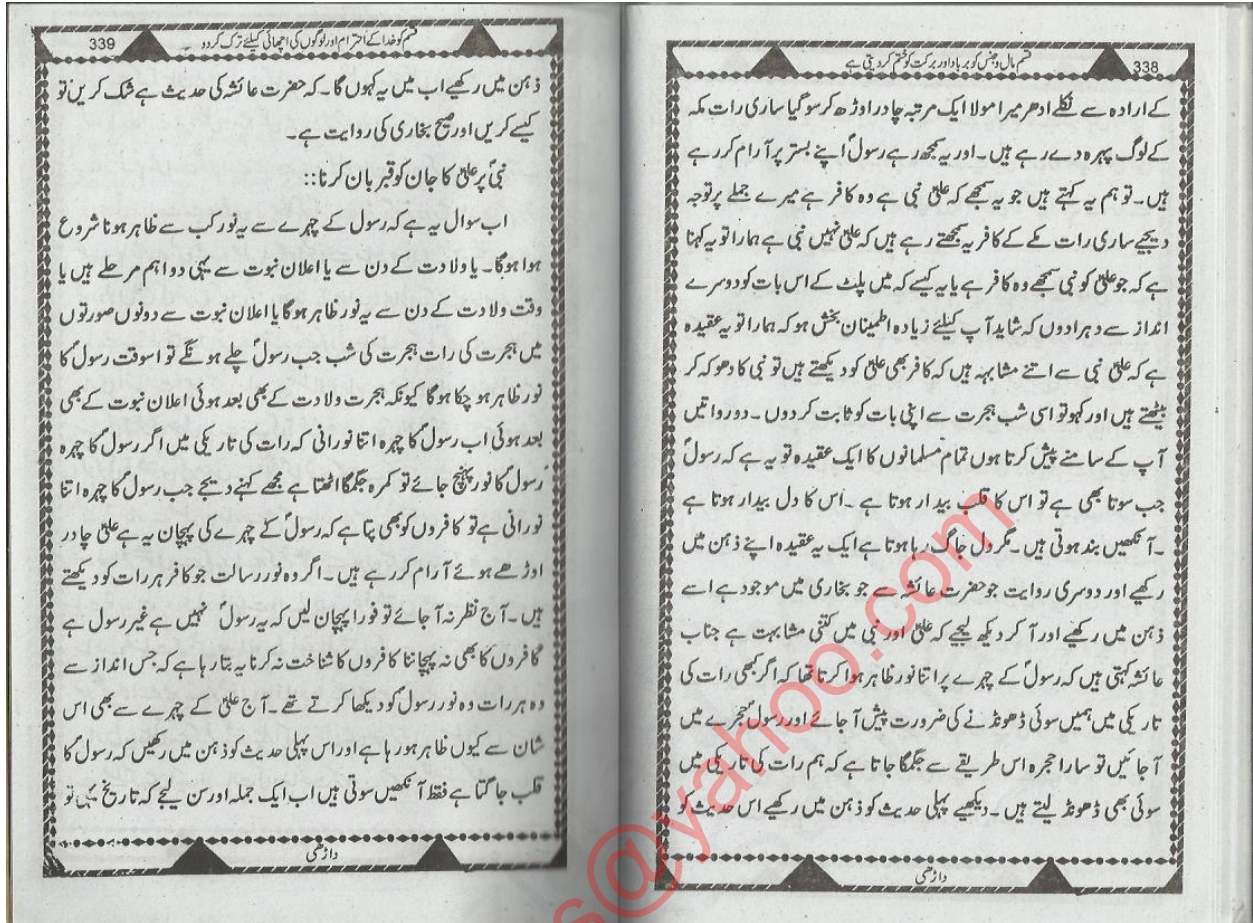 338
قسم مال و جنس کو برباد اور برکت کو ختم کر دیتی ہے
کے ارادہ سے نکلے ادھر میرا مولا ایک مرتبہ چادر اوڑھ کر سو گیا ساری رات مکہ
کے لوگ پہرہ دے رہے ہیں۔ اور یہ سمجھ رہے رسولؐ اپنے بستر پر آرام کر رہے
ہیں۔ تو ہم یہ کہتے ہیں جو یہ سمجھے کہ علیؑ نبی ہے وہ کافر ہے میرے جملے پر توجہ
دیجیے ساری رات مکے کے کافر یہ سمجھتے رہے ہیں کہ علیؑ نہیں نبی ہے ہمارا تو یہ کہنا
ہے کہ جو علیؑ کو نبی سمجھے وہ کافر ہے یا یہ کیسے کہ میں پلٹ کے اس بات کو دوسرے
انداز سے دہرا دوں کہ شاید آپ کیلئے زیادہ اطمینان بخش ہو کہ ہمارا تو یہ عقیدہ
ہے کہ علیؑ نبی سے اتنے مشابہہ ہیں کہ کافر بھی علیؑ کو دیکھتے ہیں تو نبی کا دھوکہ کر
بیٹھتے ہیں اور کہو تو اسی شب ہجرت سے اپنی بات کو ثابت کر دوں۔ دو رواتیں
آپ کے سامنے پیش کرتا ہوں تمام مسلمانوں کا ایک عقیدہ تو یہ ہے کہ رسولؐ
جب سوتا بھی ہے تو اس کا قلب بیدار ہوتا ہے ۔ اس کا دل بیدار ہوتا ہے
۔ آنکھیں بند ہوتی ہیں۔ مگر دل جاگ رہا ہوتا ہے ایک یہ عقیدہ اپنے ذہن میں
رکھیے اور دوسری روایت جو حضرت عائشہ سے جو بخاری میں موجود ہے اسے
ذہن میں رکھیے اور آ کر دیکھ لیجیے کہ علیؑ اور نبی میں کتنی مشابہت ہے جناب
عائشہ کہتی ہیں کہ رسولؐ کے چہرے پر اتنا نور ظاہر ہوا کرتا تھا کہ اگر کبھی رات کی
تاریکی میں ہمیں سوئی ڈھونڈنے کی ضرورت پیش آ جائے اور رسولؐ حجرے میں
آ جائیں تو سارا حجرہ اس طریقے سے جگمگا جاتا ہے کہ ہم رات کی تاریکی میں
سوئی بھی ڈھونڈ لیتے ہیں ۔ دیکھیے پہلی حدیث کو ذہن میں رکھیے اس حدیث کو
داڑھی
339
قسم کو خدا کے احترام اور لوگوں کی اچھائی کیلئے ترک کر دو
ذہن میں رکھیے اب میں یہ کہوں گا۔ کہ حضرت عائشہ کی حدیث ہے شک کریں تو
کیسے کریں اور صحیح بخاری کی روایت ہے۔
نبیؐ پر علیؑ کا جان کو قبر بان کرنا::
اب سوال یہ ہے کہ رسول کے چہرے سے یہ نور کب سے ظاہر ہونا شروع
ہوا ہوگا۔ یا ولادت کے دن سے یا اعلان نبوت سے یہی دو اہم مرحلے ہیں یا
وقت ولادت کے دن سے یہ نور ظاہر ہوگا یا اعلان نبوت سے دونوں صورتوں
میں ہجرت کی رات ہجرت کی شب جب رسولؐ چلے ہونگے تو اسوقت رسولؐ کا
نور ظاہر ہو چکا ہوگا کیونکہ ہجرت ولادت کے بھی بعد ہوئی اعلان نبوت کے بھی
بعد ہوئی اب رسولؐ کا چہرہ اتنا نورانی کہ رات کی تاریکی میں اگر رسولؐ کا چہرہ
رسولؐ کا نور پہنچ جائے تو کمرہ جگمگا اٹھتا ہے مجھے کہنے دیجیے جب رسولؐ کا چہرہ اتنا
نورانی ہے تو کافروں کو بھی پتا ہے کہ رسولؐ کے چہرے کی پہچان یہ ہے علیؑ چادر
اوڑھے ہوئے آرام کر رہے ہیں۔ اگر وہ نور رسالت جو کافر ہر رات کو دیکھتے
ہیں۔ آج نظر نہ آ جائے تو فورا پہچان لیں کہ یہ رسولؐ نہیں ہے غیر رسول ہے
کافروں کا بھی نہ پہچاننا کافروں کا شناخت نہ کرنا یہ بتا رہا ہے کہ جس انداز سے
وہ ہر رات وہ نور رسولؐ کو دیکھا کرتے تھے۔ آج علیؑ کے چہرے سے بھی اس
شان سے کیوں ظاہر ہو رہا ہے اور اس پہلی حدیث کو ذہن میں رکھیں کہ رسولؐ کا
قلب جاگتا ہے فقط آنکھیں سوتی ہیں اب ایک جملہ اور سن لیجیے کہ تاریخ میں تو
داڑھی
s@yahoo.com